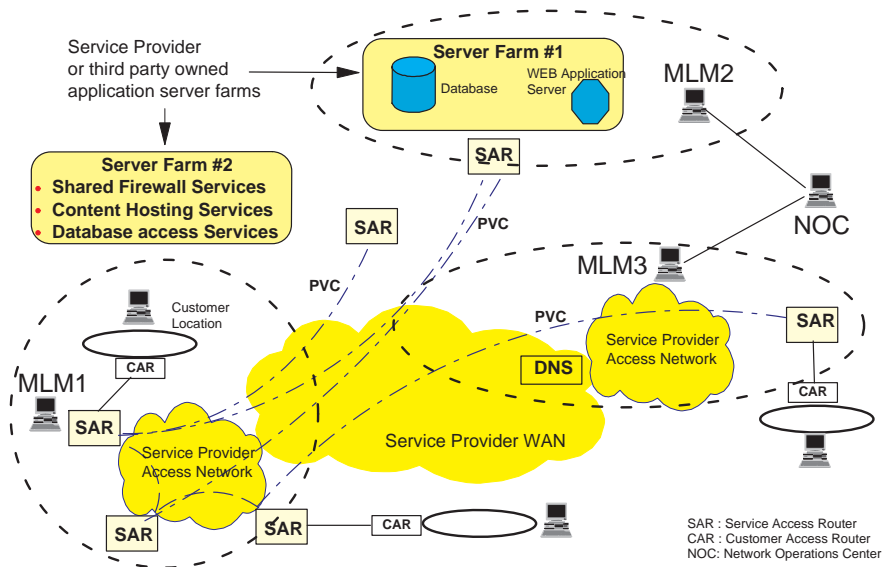 Service Provider
or third party owned
application server farms
Server Farm #1
Database
WEB Application
Server
MLM2
Server Farm #2
• Shared Firewall Services
• Content Hosting Services
• Database access Services
SAR
SAR
PVC
NOC
MLM3
PVC
PVC
Customer
Location
CAR
MLM1
SAR
SAR
Service Provider
Access Network
DNS
CAR
Service Provider WAN
Service Provider
Access Network
SAR
SAR
CAR
SAR : Service Access Router
CAR : Customer Access Router
NOC: Network Operations Center